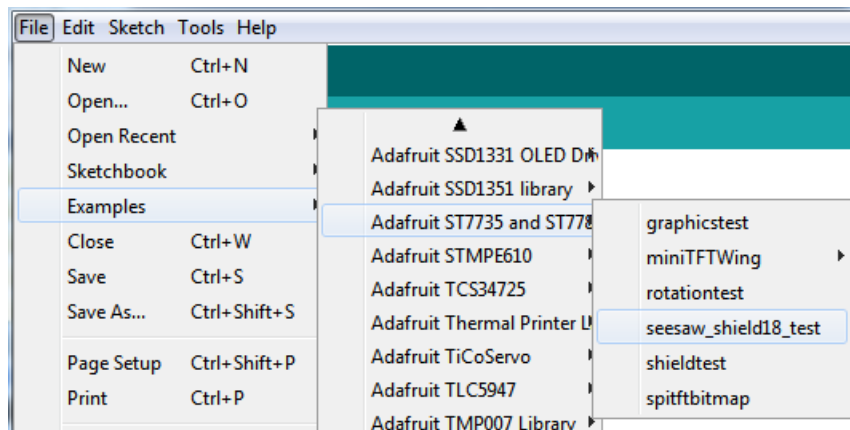 File Edit Sketch Tools Help
New Ctrl+N
Open... Ctrl+O
Open Recent
Sketchbook
Examples
Close Ctrl+W
Save Ctrl+S
Save As... Ctrl+Shift+S
Page Setup Ctrl+Shift+P
Print Ctrl+P
Adafruit SSD1331 OLED
Adafruit SSD1351 library
Adafruit ST7735 and
Adafruit STMPE610
Adafruit TCS34725
Adafruit Thermal Printer
Adafruit TiCoServo
Adafruit TLC5947
Adafruit TMP007 Library
graphicstest
miniTFTWing
rotationtest
seesaw_shield18_test
shieldtest
spitftbitmap